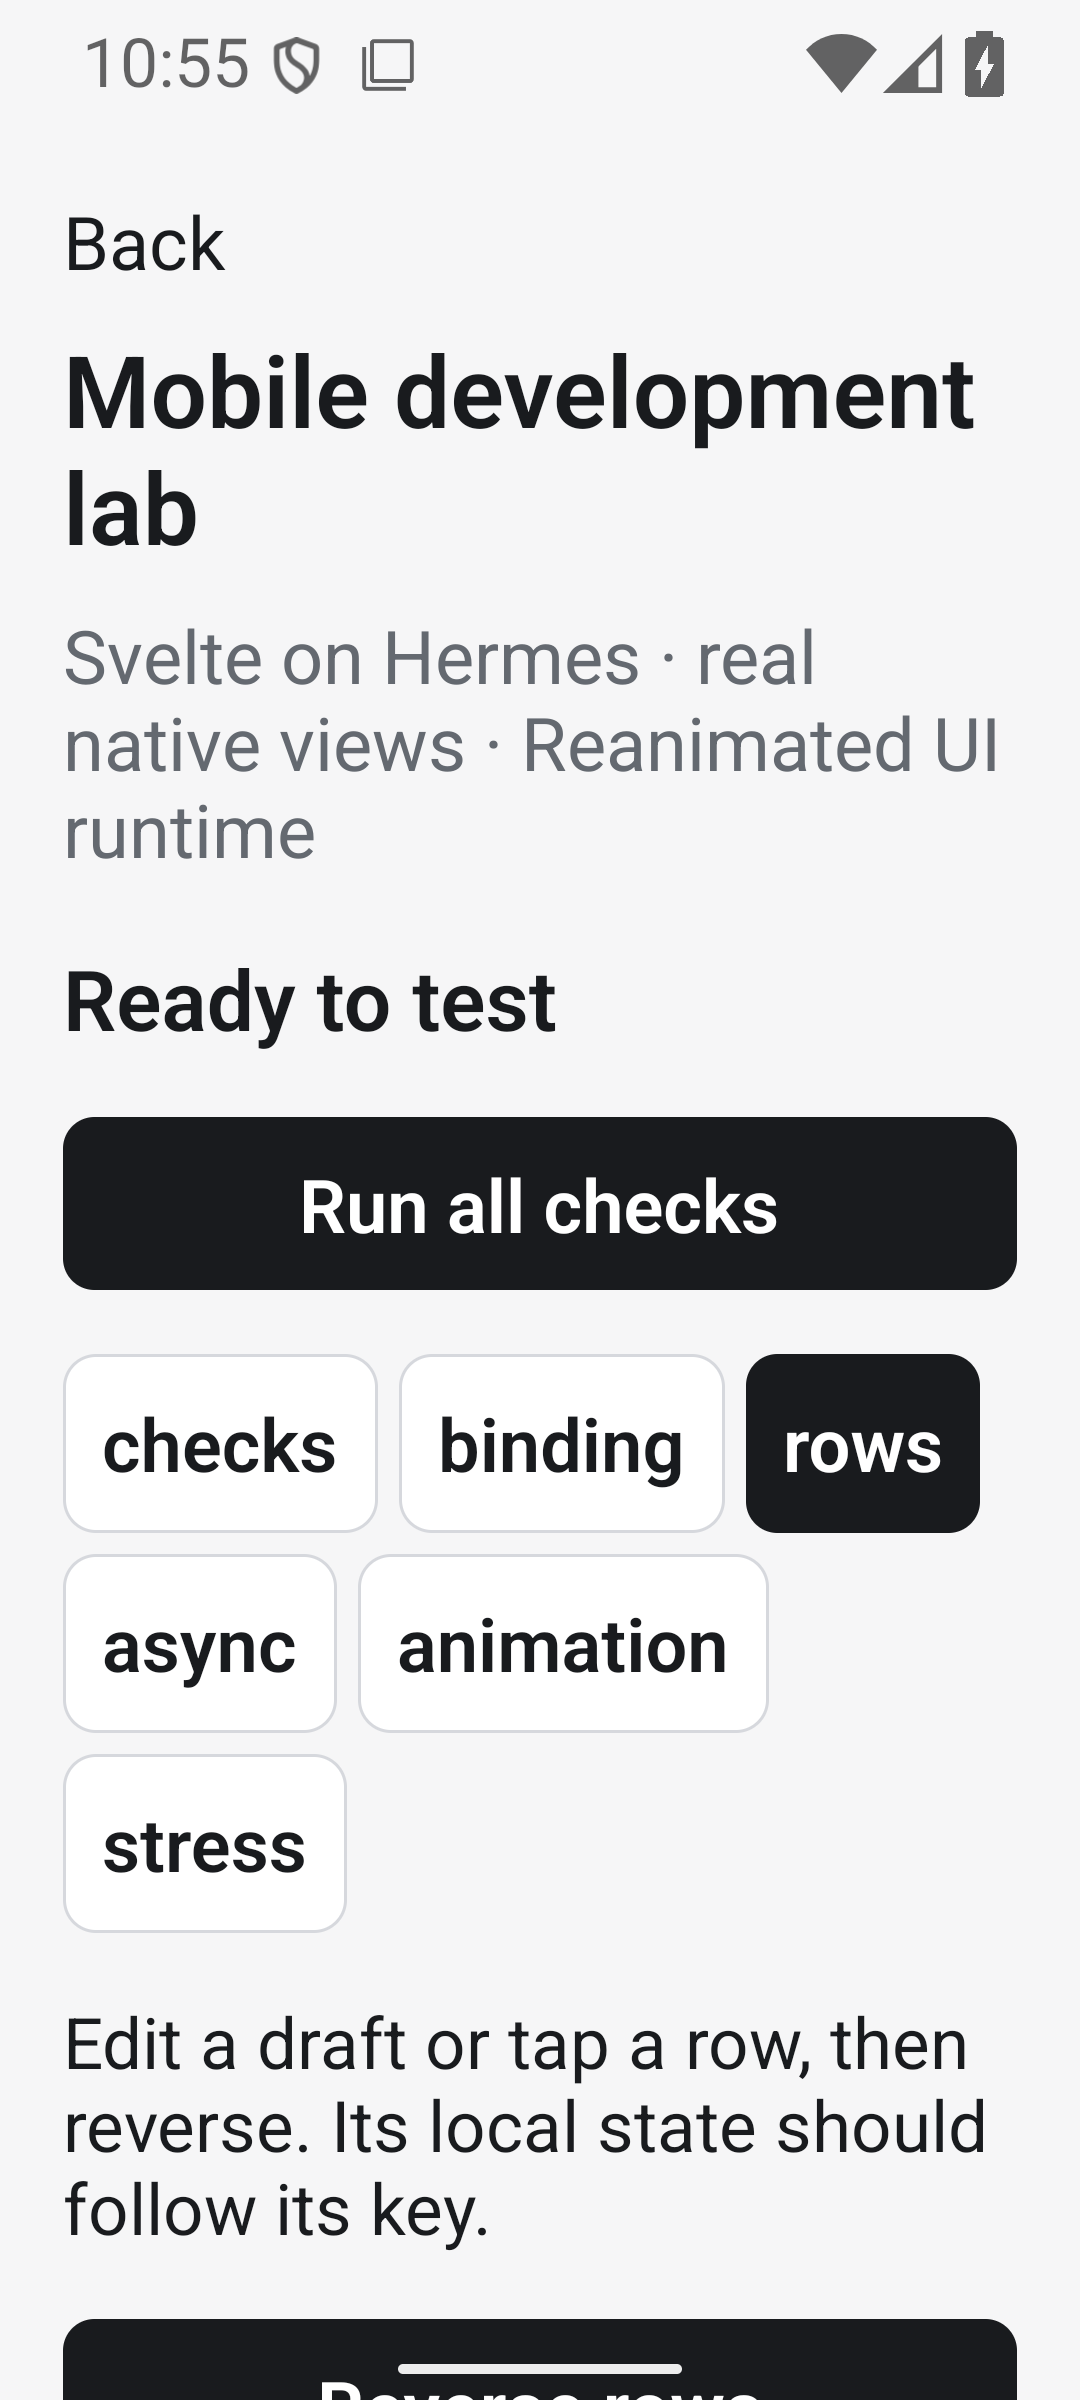 10:55
Back
Mobile development
lab
Svelte on Hermes · real
native views · Reanimated UI
runtime
Ready to test
Run all checks
checks binding rows
async animation
stress
Edit a draft or tap a row, then
reverse. Its local state should
follow its key.
Reverse rows